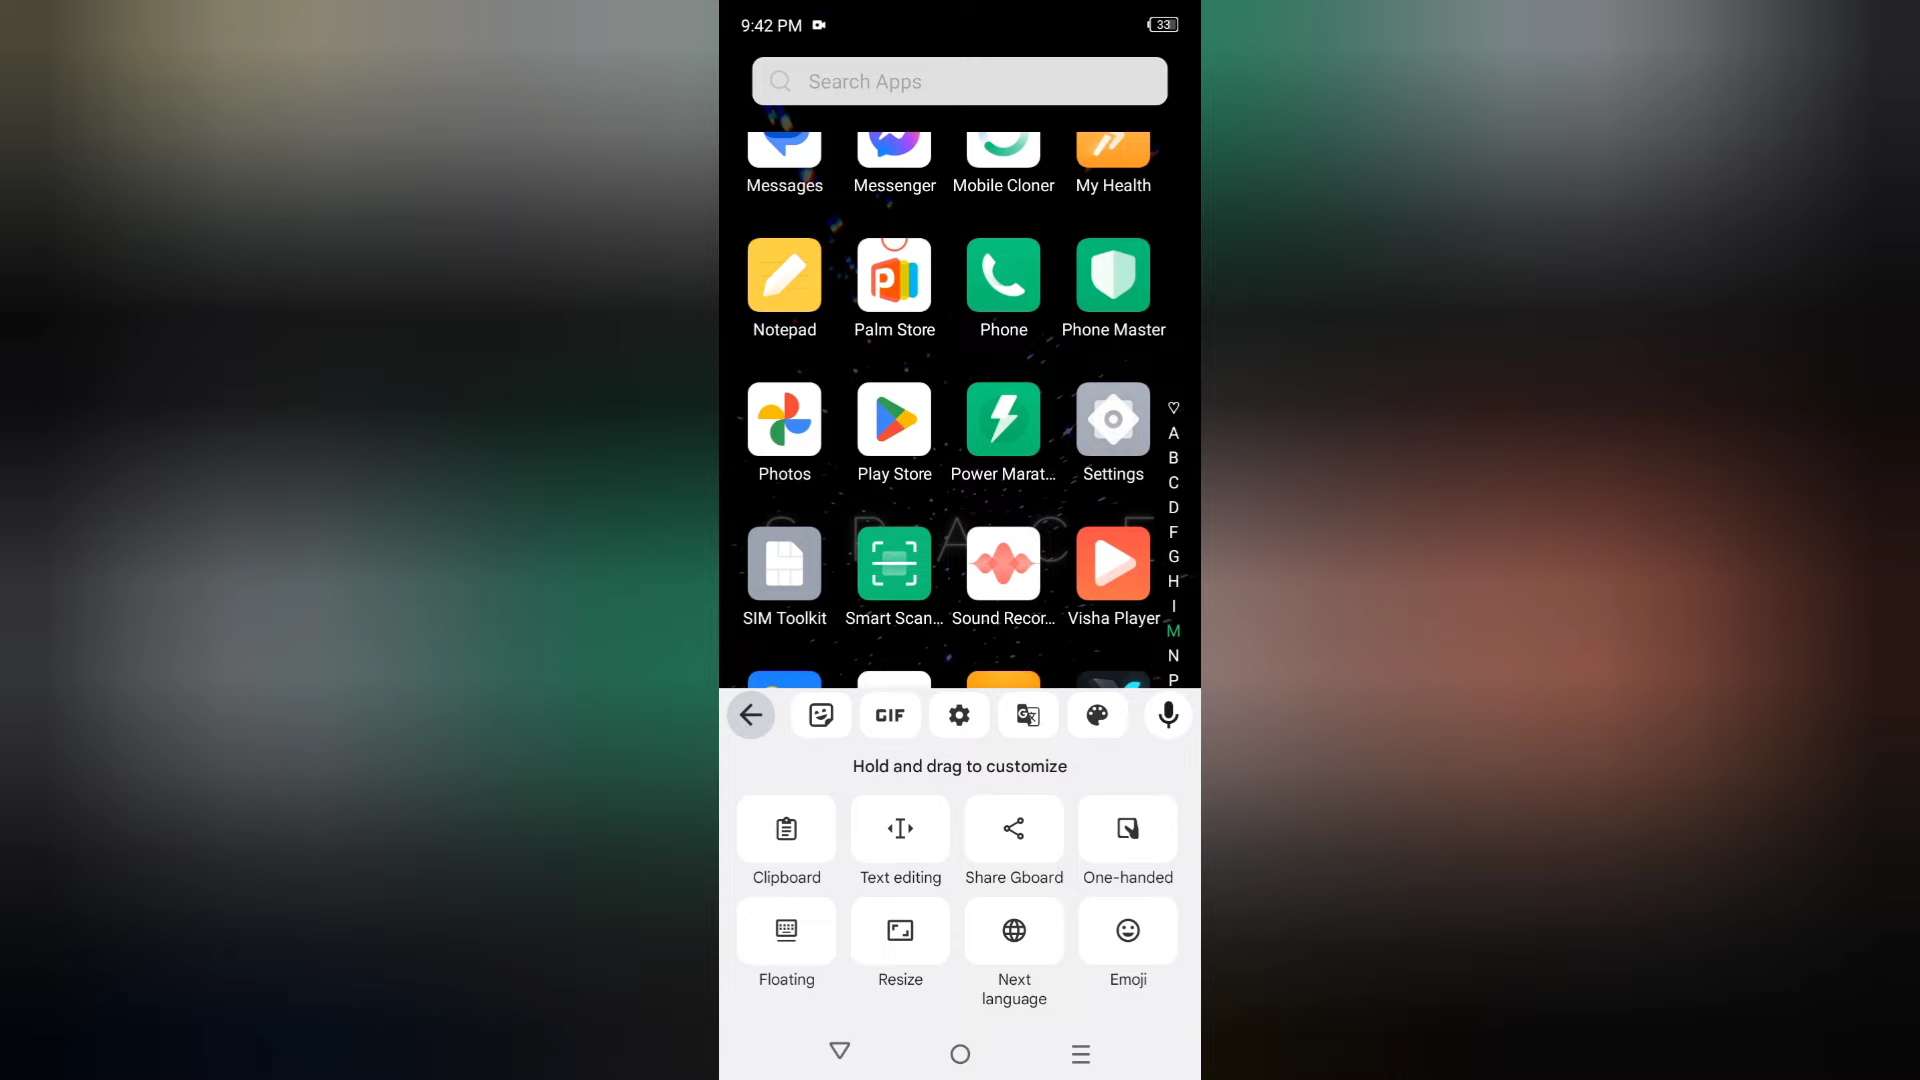 9:42 PM
33
Search Apps
Messages Messenger Mobile Cloner My Health
Notepad Palm Store Phone Phone Master
Photos Play Store Power Marat... Settings
SPACE
SIM Toolkit Smart Scan... Sound Recor... Visha Player
♡
A
B
C
D
F
G
H
I
M
N
P
GIF
Hold and drag to customize
Clipboard Text editing Share Gboard One-handed
Floating Resize Next language Emoji